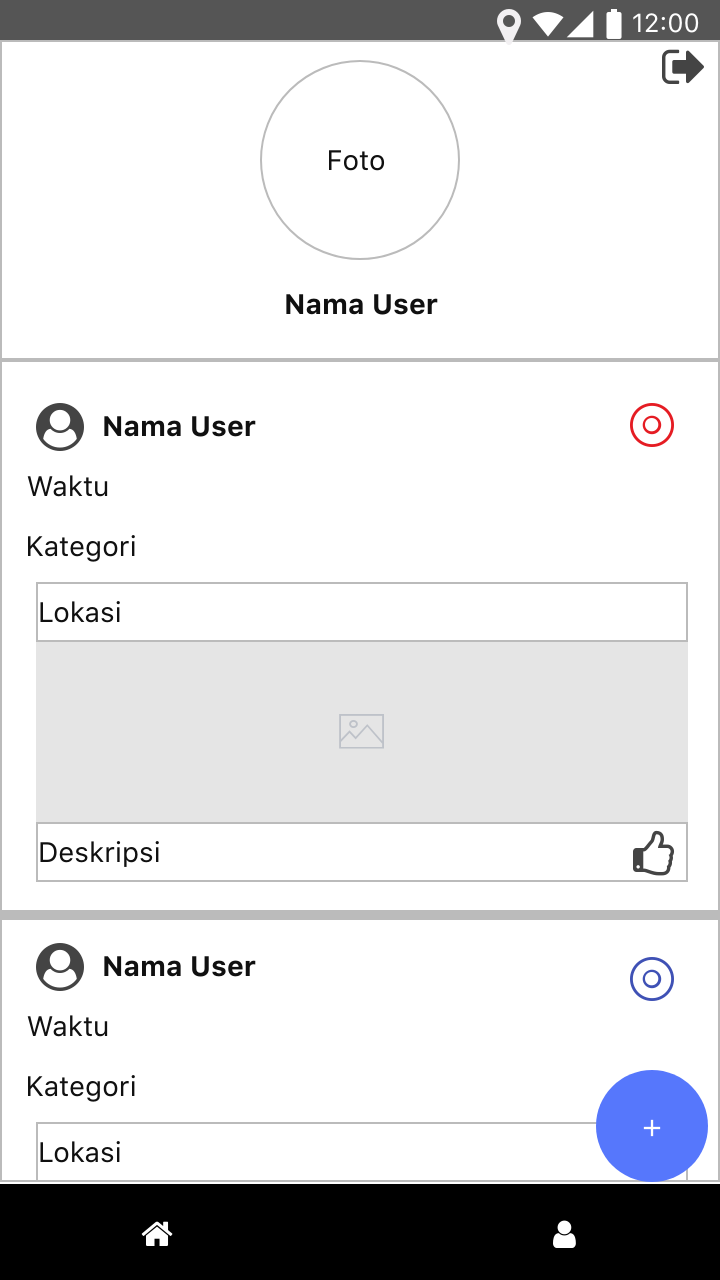 12:00
Foto
Nama User
Nama User
Waktu
Kategori
Lokasi
Deskripsi
Nama User
Waktu
Kategori
Lokasi
+